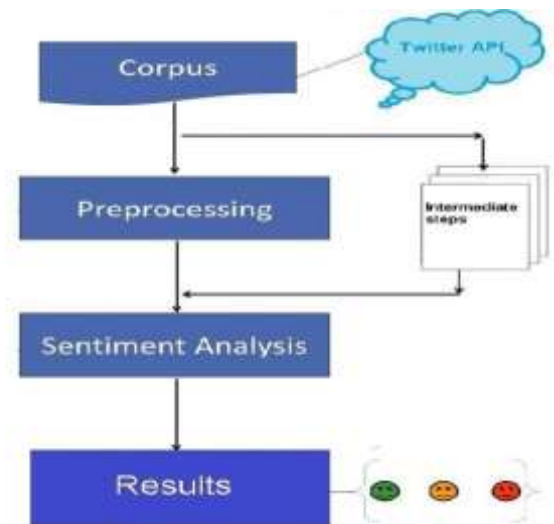 Corpus
Twitter API
Preprocessing
Intermediate
steps
Sentiment Analysis
Results